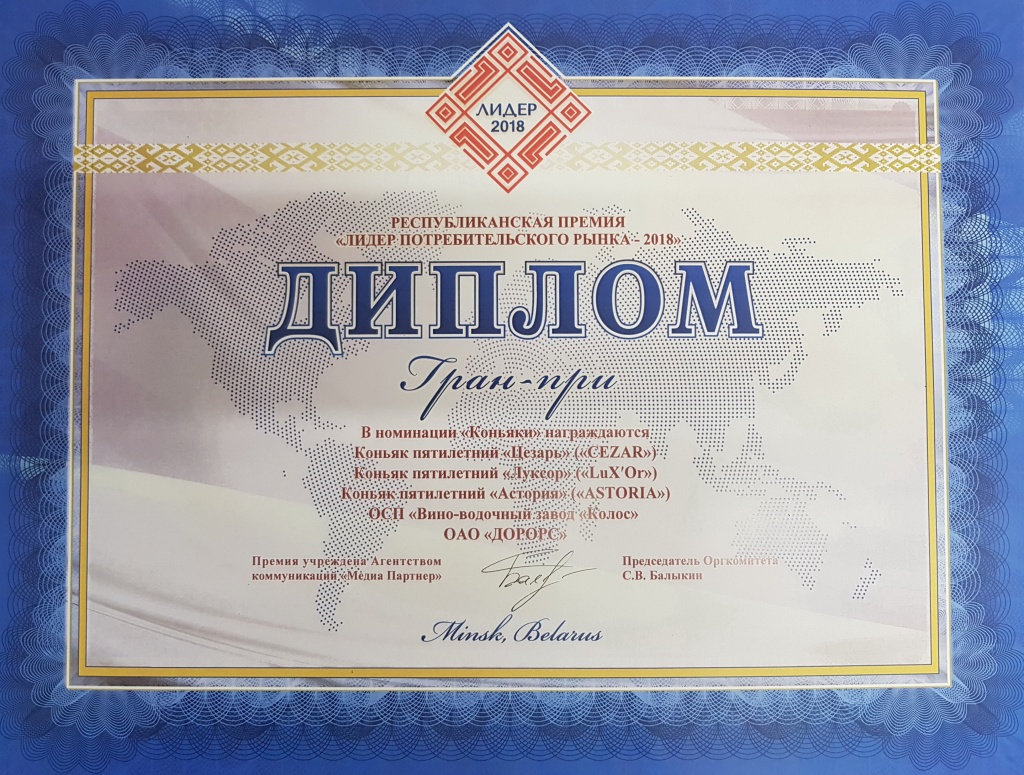 ЛИДЕР
2018
РЕСПУБЛИКАНСКАЯ ПРЕМИЯ
«ЛИДЕР ПОТРЕБИТЕЛЬСКОГО РЫНКА - 2018»
ДИПЛОМ
Гран-при
В номинации «Коньяки» награждаются
Коньяк пятилетний «Цезарь» («CEZAR»)
Коньяк пятилетний «Луксор» («LuX'Or»)
Коньяк пятилетний «Астория» («ASTORIA»)
ОСП «Вино-водочный завод «Колос»
ОАО «ДОРОРС»
Премия учреждена Агентством
коммуникаций «Медиа Партнер»
Председатель Оргкомитета
С.В. Балыкин
Minsk, Belarus